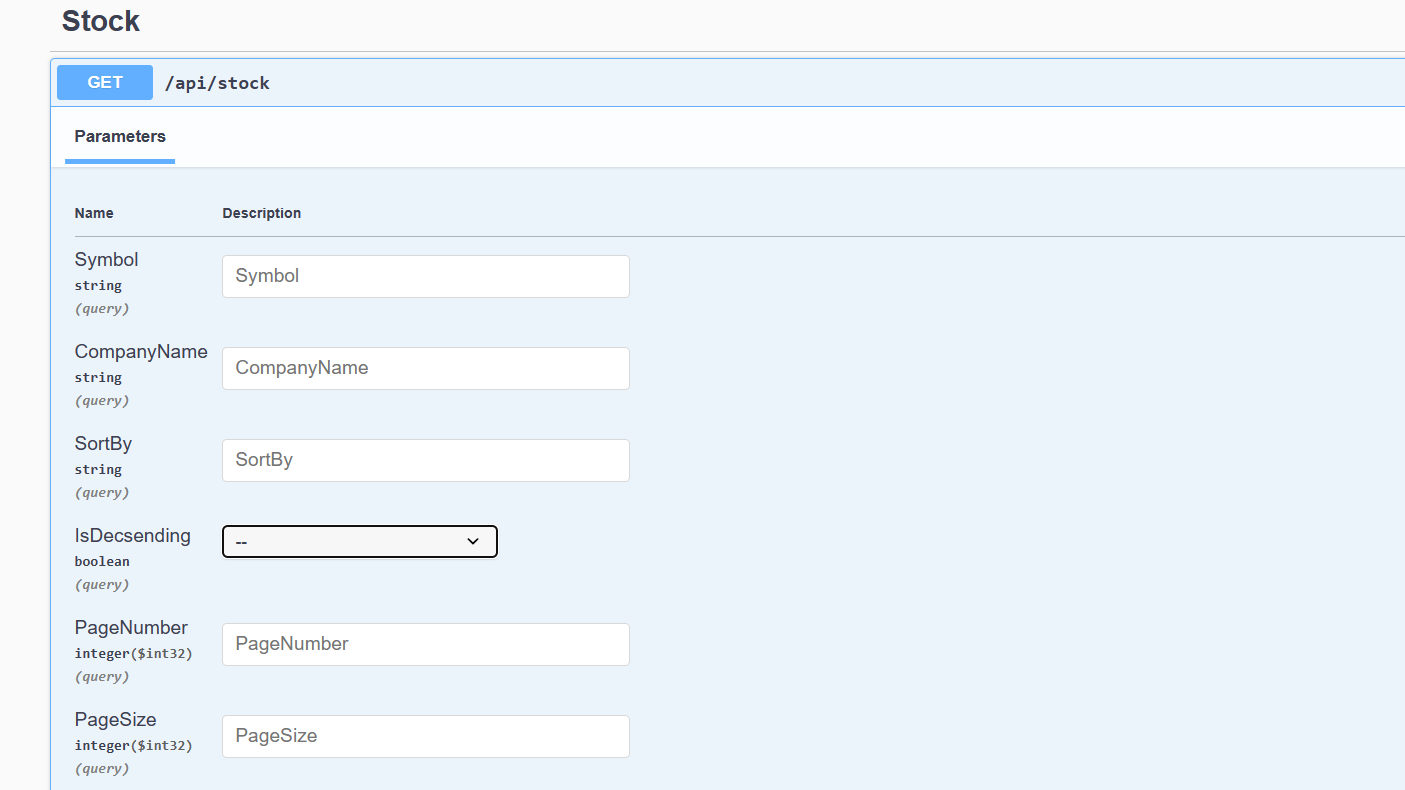 Stock
GET /api/stock
Parameters
Name Description
Symbol
string
(query)
Symbol
CompanyName
string
(query)
CompanyName
SortBy
string
(query)
SortBy
IsDecsending
boolean
(query)
--
PageNumber
integer($int32)
(query)
PageNumber
PageSize
integer($int32)
(query)
PageSize